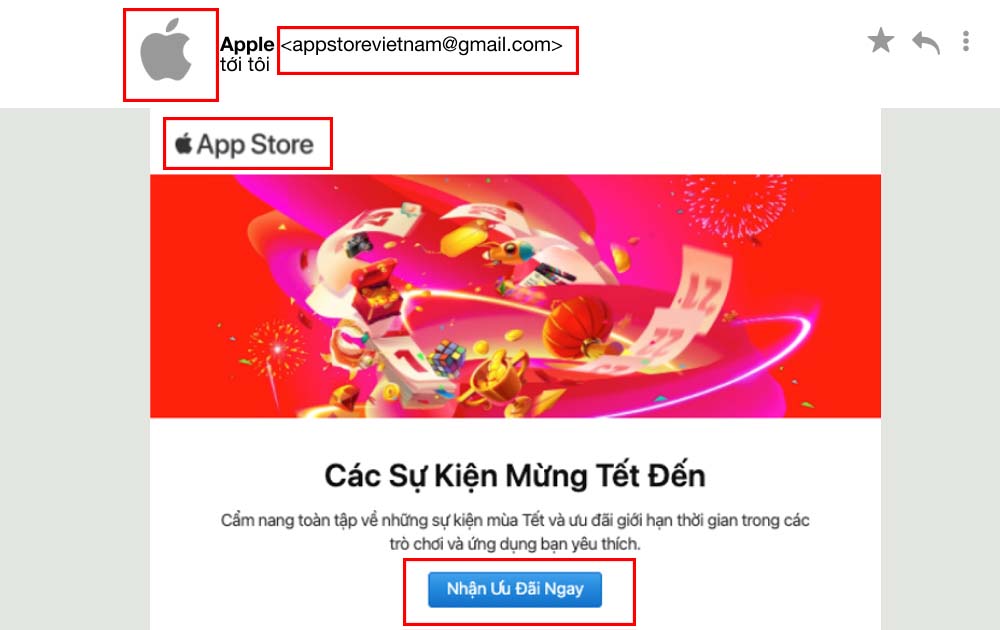 Apple <appstorevietnam@gmail.com>
tới tôi
App Store
Các Sự Kiện Mừng Tết Đến
Cẩm nang toàn tập về những sự kiện mùa Tết và ưu đãi giới hạn thời gian trong các
trò chơi và ứng dụng bạn yêu thích.
Nhận Ưu Đãi Ngay